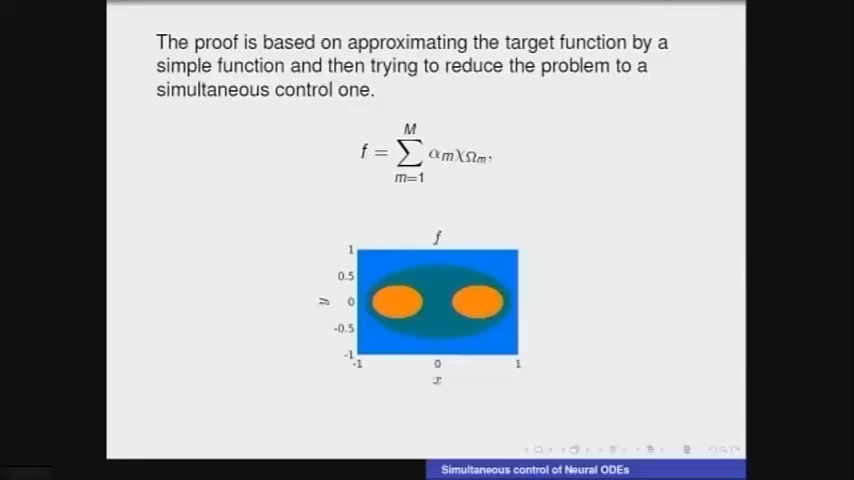 The proof is based on approximating the target function by a
simple function and then trying to reduce the problem to a
simultaneous control one.
M
f = ∑ αmχΩm,
m=1
f
1
0.5
y 0
-0.5
-1
-1 0 1
x
Simultaneous control of Neural ODEs